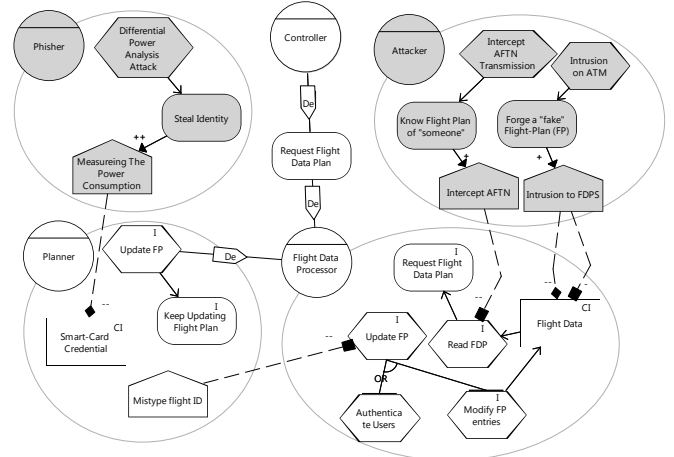 Phisher
Differential
Power
Analysis
Attack
Steal Identity
++
Measureing The
Power
Consumption
Controller
De
Request Flight
Data Plan
De
Attacker
Intercept
AFTN
Transmission
Intrusion
on ATM
Know Flight Plan
of "someone"
Forge a "fake"
Flight-Plan (FP)
+
+
Intercept AFTN
Intrusion to FDPS
Planner
I
Update FP
De
Flight Data
Processor
I
Keep Updating
Flight Plan
--
CI
Smart-Card
Credential
Mistype flight ID
I
Request Flight
Data Plan
--
--
-
CI
Flight Data
--
I
Update FP
I
Read FDP
OR
Authentica
te Users
I
Modify FP
entries